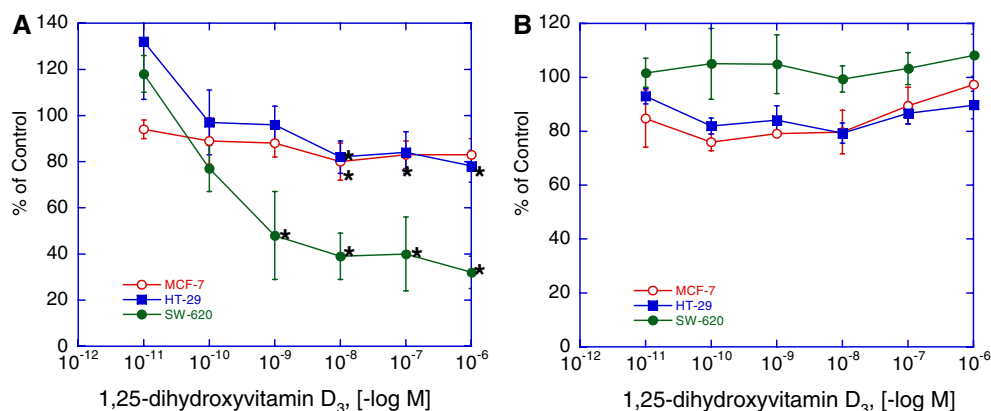 A
140
120
100
80
60
40
20
0
% of Control
* * * * * * * *
MCF-7
HT-29
SW-620
10-12 10-11 10-10 10-9 10-8 10-7 10-6
1,25-dihydroxyvitamin D3, [-log M]
B
120
100
80
60
40
20
0
% of Control
MCF-7
HT-29
SW-620
10-12 10-11 10-10 10-9 10-8 10-7 10-6
1,25-dihydroxyvitamin D3, [-log M]